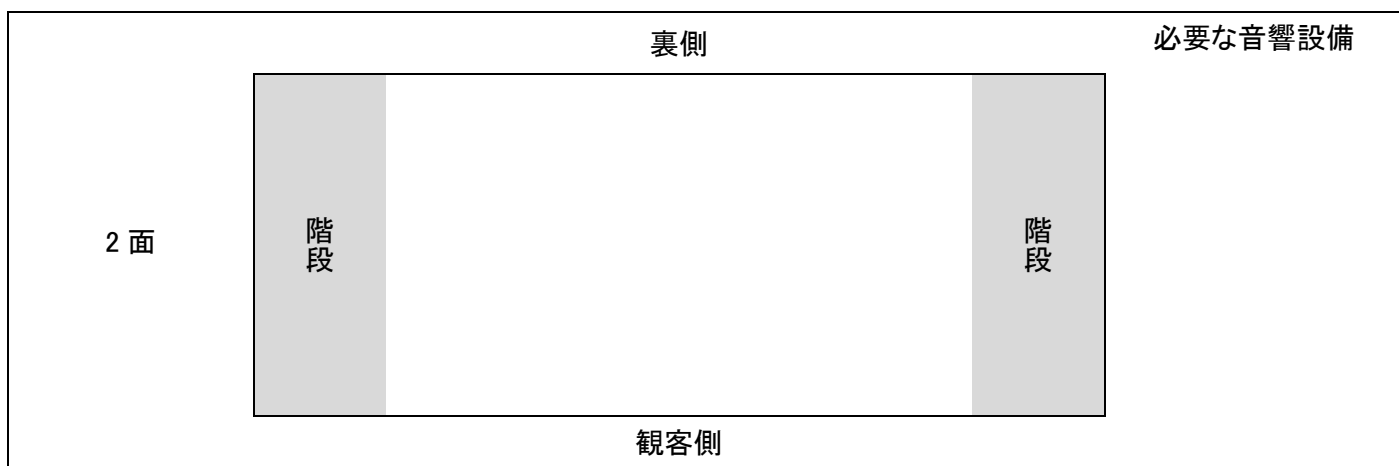 裏側
必要な音響設備
2 面
階段
階段
観客側